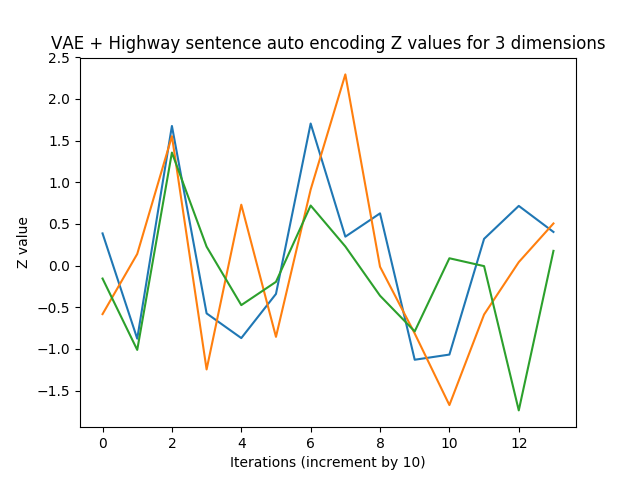 VAE + Highway sentence auto encoding Z values for 3 dimensions
2.5
2.0
1.5
1.0
0.5
0.0
−0.5
−1.0
−1.5
Z value
0 2 4 6 8 10 12
Iterations (increment by 10)